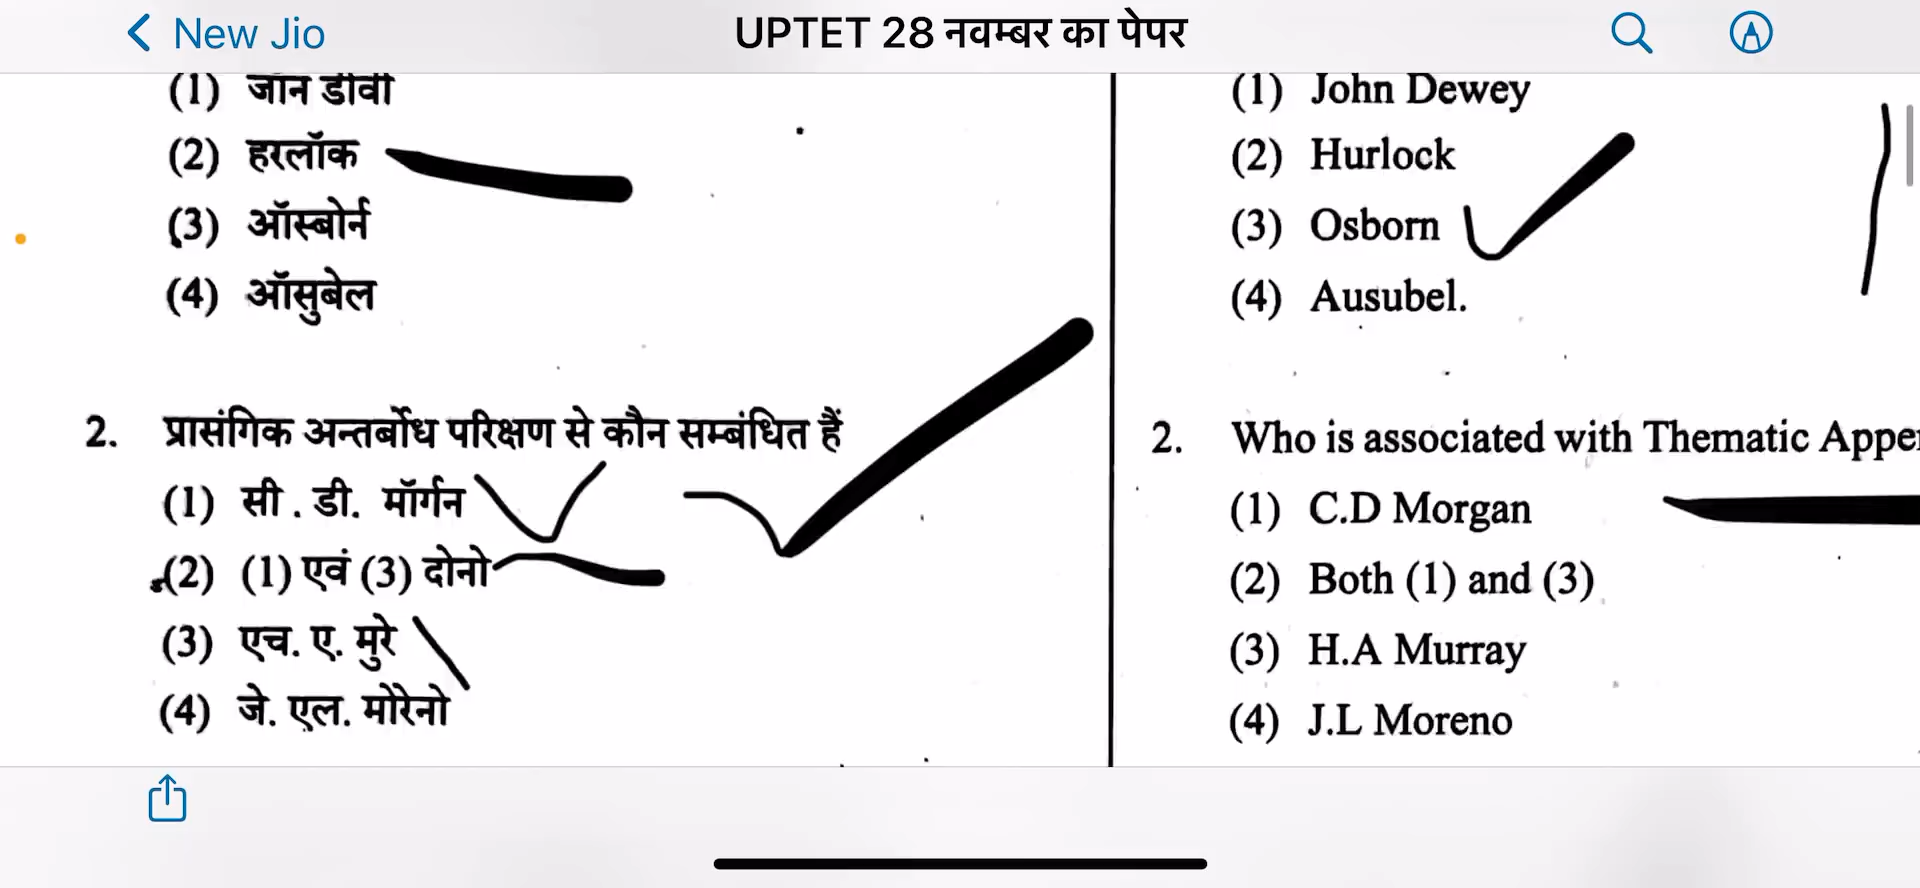 New Jio
UPTET 28 नवम्बर का पेपर
(1) जॉन डीवी
(2) हरलॉक
(3) ऑस्बोर्न
(4) ऑसुबेल
2. प्रासंगिक अन्तर्बोध परिक्षण से कौन सम्बंधित हैं
(1) सी . डी. मॉर्गन
(2) (1) एवं (3) दोनो
(3) एच. ए. मुरे
(4) जे. एल. मोरेनो
(1) John Dewey
(2) Hurlock
(3) Osborn
(4) Ausubel.
2. Who is associated with Thematic Appe
(1) C.D Morgan
(2) Both (1) and (3)
(3) H.A Murray
(4) J.L Moreno